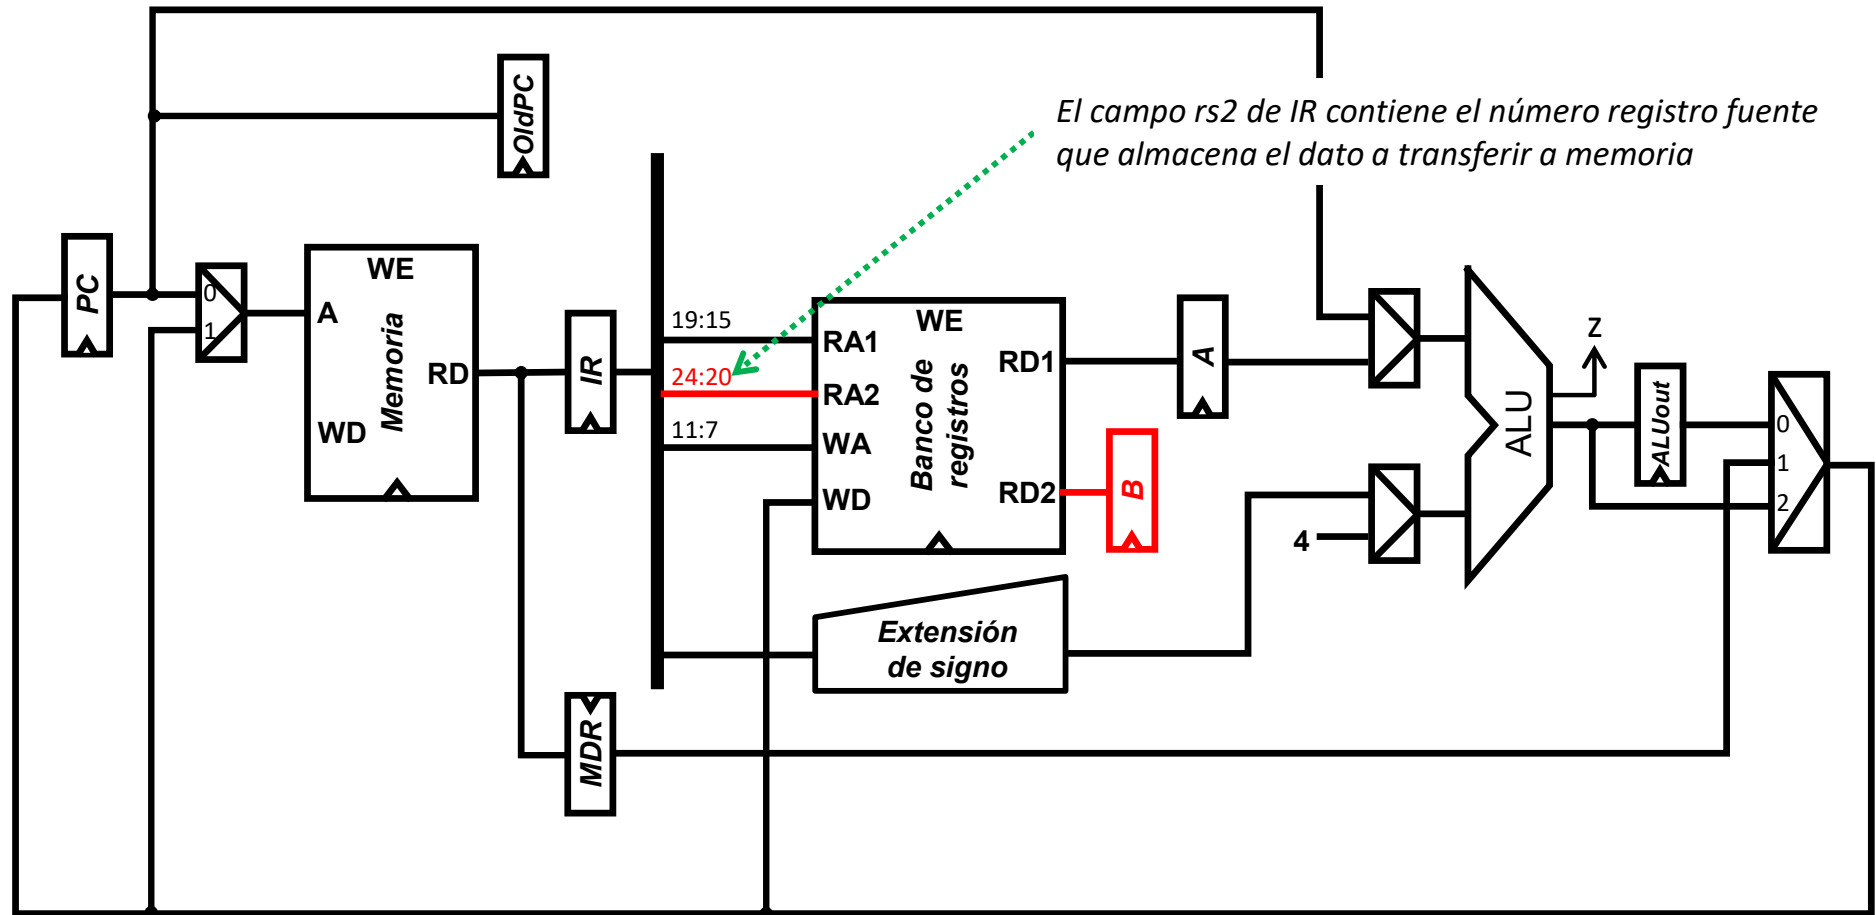 OldPC
El campo rs2 de IR contiene el número registro fuente
que almacena el dato a transferir a memoria
PC
0
1
WE
A
Memoria
RD
WD
IR
19:15
24:20
11:7
WE
RA1
RA2
WA
WD
Banco de
registros
RD1
RD2
A
B
4
ALU
Z
ALUout
0
1
2
Extensión
de signo
MDR